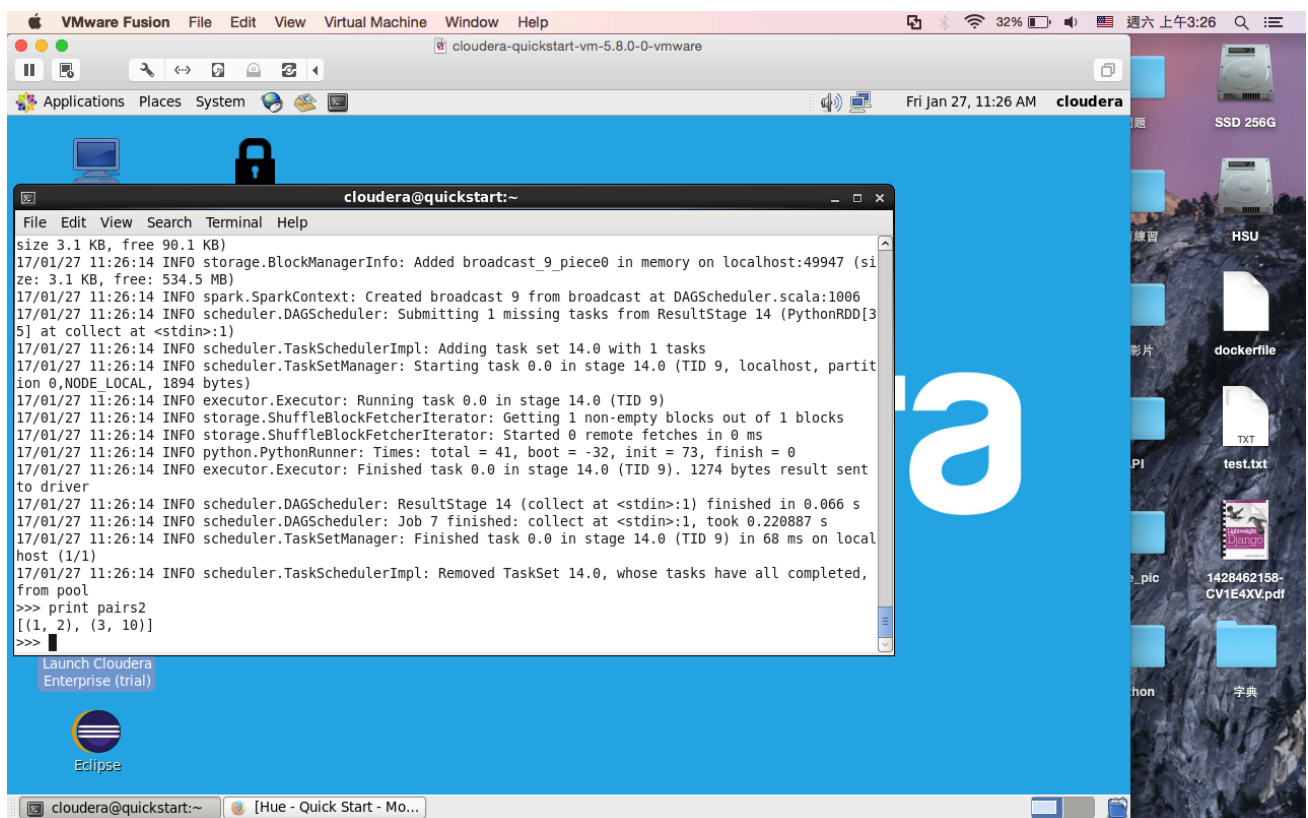 VMware Fusion File Edit View Virtual Machine Window Help 32% 週六 上午3:26
cloudera-quickstart-vm-5.8.0-0-vmware
Applications Places System Fri Jan 27, 11:26 AM cloudera
cloudera@quickstart:~
File Edit View Search Terminal Help
size 3.1 KB, free 90.1 KB)
17/01/27 11:26:14 INFO storage.BlockManagerInfo: Added broadcast_9_piece0 in memory on localhost:49947 (si
ze: 3.1 KB, free: 534.5 MB)
17/01/27 11:26:14 INFO spark.SparkContext: Created broadcast 9 from broadcast at DAGScheduler.scala:1006
17/01/27 11:26:14 INFO scheduler.DAGScheduler: Submitting 1 missing tasks from ResultStage 14 (PythonRDD[3
5] at collect at <stdin>:1)
17/01/27 11:26:14 INFO scheduler.TaskSchedulerImpl: Adding task set 14.0 with 1 tasks
17/01/27 11:26:14 INFO scheduler.TaskSetManager: Starting task 0.0 in stage 14.0 (TID 9, localhost, partit
ion 0,NODE_LOCAL, 1894 bytes)
17/01/27 11:26:14 INFO executor.Executor: Running task 0.0 in stage 14.0 (TID 9)
17/01/27 11:26:14 INFO storage.ShuffleBlockFetcherIterator: Getting 1 non-empty blocks out of 1 blocks
17/01/27 11:26:14 INFO storage.ShuffleBlockFetcherIterator: Started 0 remote fetches in 0 ms
17/01/27 11:26:14 INFO python.PythonRunner: Times: total = 41, boot = -32, init = 73, finish = 0
17/01/27 11:26:14 INFO executor.Executor: Finished task 0.0 in stage 14.0 (TID 9). 1274 bytes result sent
to driver
17/01/27 11:26:14 INFO scheduler.DAGScheduler: ResultStage 14 (collect at <stdin>:1) finished in 0.066 s
17/01/27 11:26:14 INFO scheduler.DAGScheduler: Job 7 finished: collect at <stdin>:1, took 0.220887 s
17/01/27 11:26:14 INFO scheduler.TaskSetManager: Finished task 0.0 in stage 14.0 (TID 9) in 68 ms on local
host (1/1)
17/01/27 11:26:14 INFO scheduler.TaskSchedulerImpl: Removed TaskSet 14.0, whose tasks have all completed,
from pool
>>> print pairs2
[(1, 2), (3, 10)]
>>>
ra
Launch Cloudera
Enterprise (trial)
Eclipse
cloudera@quickstart:~ [Hue - Quick Start - Mo...
題 SSD 256G
練習 HSU
影片 dockerfile
TXT
PI test.txt
Lightweight
Django
e_pic 1428462158-
CV1E4XV.pdf
hon 字典